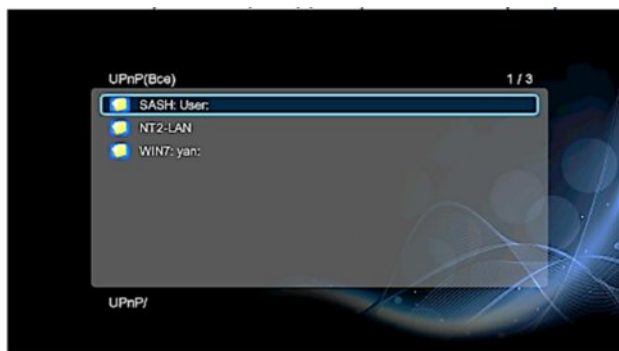 UPnP(Все) 1 / 3
SASH: User:
NT2-LAN
WIN7: yan:
UPnP/